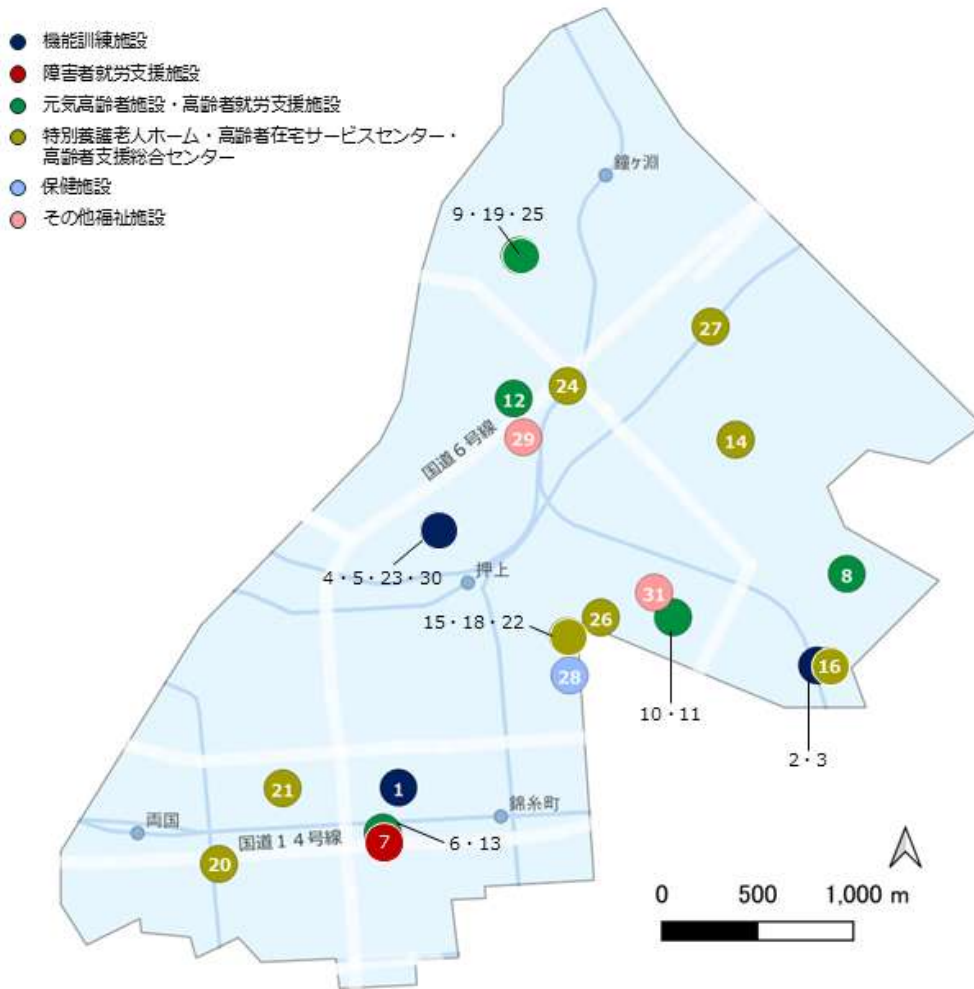 機能訓練施設
障害者就労支援施設
元気高齢者施設・高齢者就労支援施設
特別養護老人ホーム・高齢者在宅サービスセンター・
高齢者支援総合センター
保健施設
その他福祉施設
鐘ヶ淵
9・19・25
27
24
12
29
国道6号線
14
4・5・23・30
押上
8
31
15・18・22
26
28
16
10・11
2・3
21
1
錦糸町
両国
国道14号線
7
6・13
20
0 500 1,000 m